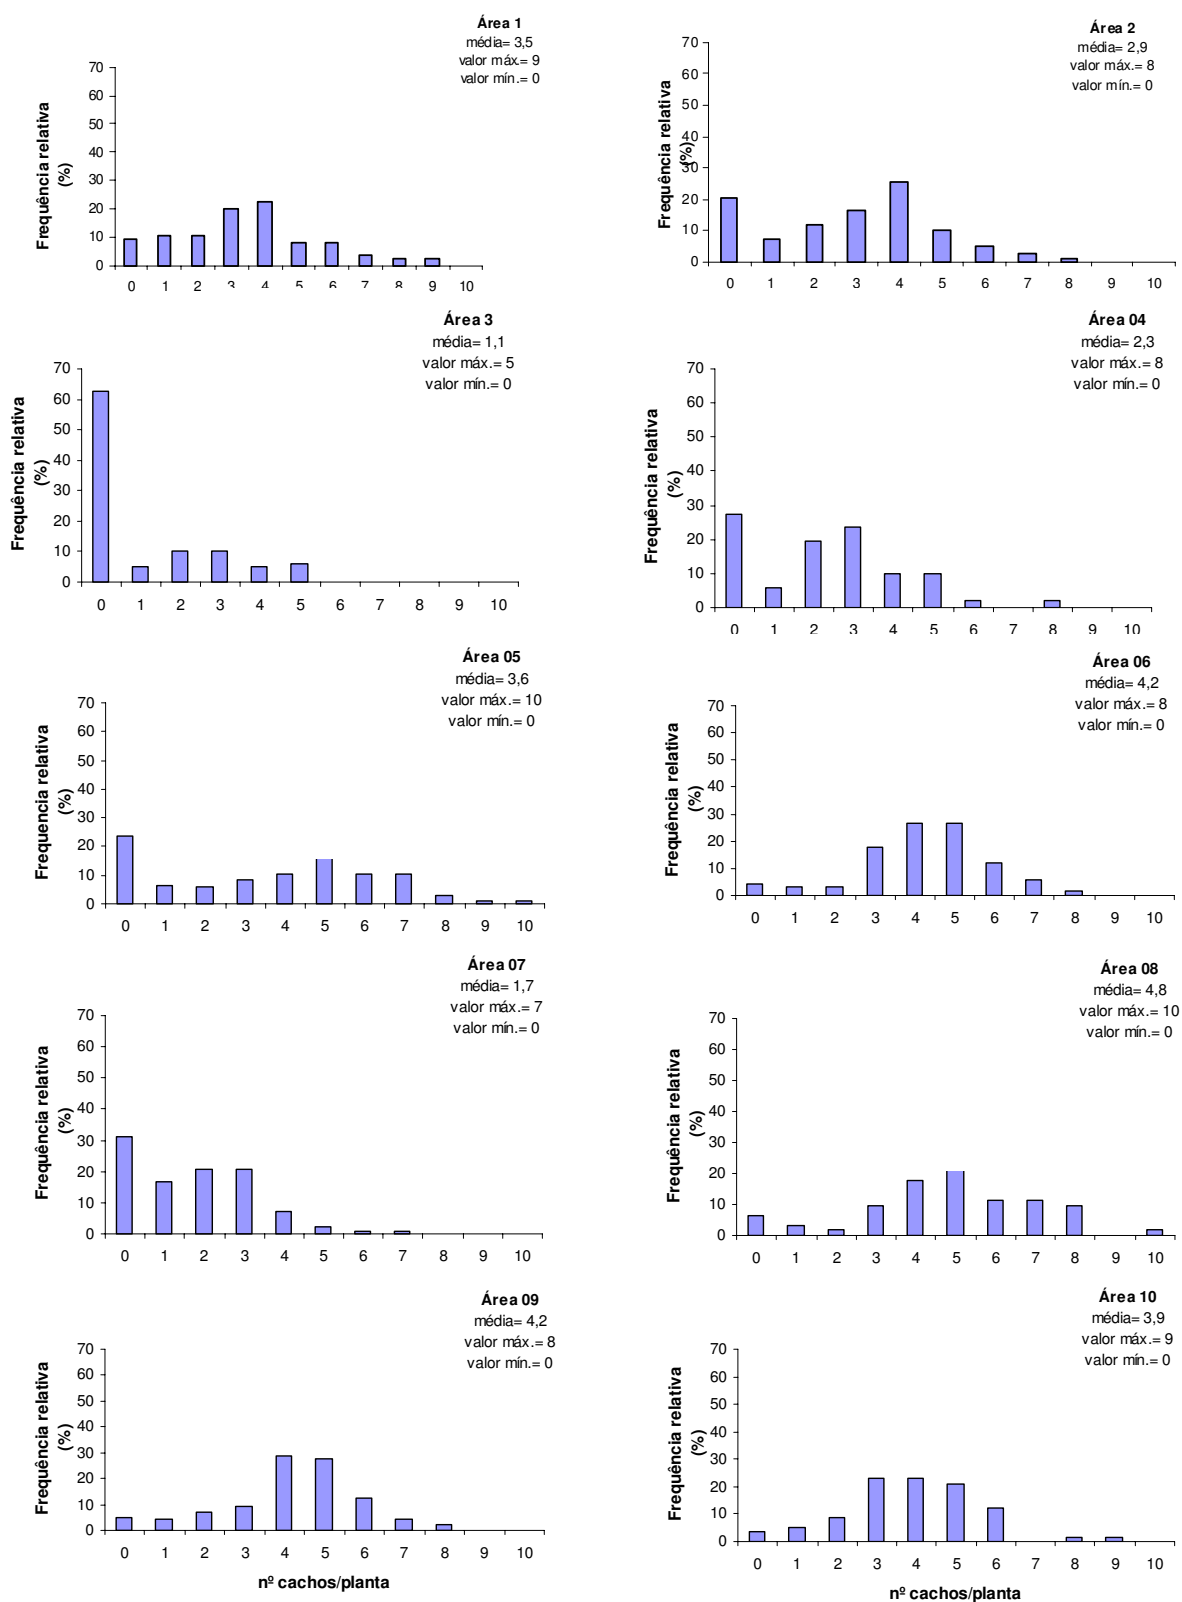 Área 1
média= 3,5
valor máx.= 9
valor mín.= 0
Frequência relativa
(%)
70
60
50
40
30
20
10
0
0 1 2 3 4 5 6 7 8 9 10
Área 2
média= 2,9
valor máx.= 8
valor mín.= 0
Frequência relativa
(%)
70
60
50
40
30
20
10
0
0 1 2 3 4 5 6 7 8 9 10
Área 3
média= 1,1
valor máx.= 5
valor mín.= 0
Frequência relativa
(%)
70
60
50
40
30
20
10
0
0 1 2 3 4 5 6 7 8 9 10
Área 04
média= 2,3
valor máx.= 8
valor mín.= 0
Frequência relativa
(%)
70
60
50
40
30
20
10
0
0 1 2 3 4 5 6 7 8 9 10
Área 05
média= 3,6
valor máx.= 10
valor mín.= 0
Frequencia relativa
(%)
70
60
50
40
30
20
10
0
0 1 2 3 4 5 6 7 8 9 10
Área 06
média= 4,2
valor máx.= 8
valor mín.= 0
Frequência relativa
(%)
70
60
50
40
30
20
10
0
0 1 2 3 4 5 6 7 8 9 10
Área 07
média= 1,7
valor máx.= 7
valor mín.= 0
Frequência relativa
(%)
70
60
50
40
30
20
10
0
0 1 2 3 4 5 6 7 8 9 10
Área 08
média= 4,8
valor máx.= 10
valor mín.= 0
Frequência relativa
(%)
70
60
50
40
30
20
10
0
0 1 2 3 4 5 6 7 8 9 10
Área 09
média= 4,2
valor máx.= 8
valor mín.= 0
Frequência relativa
(%)
70
60
50
40
30
20
10
0
0 1 2 3 4 5 6 7 8 9 10
nº cachos/planta
Área 10
média= 3,9
valor máx.= 9
valor mín.= 0
Frequência relativa
(%)
70
60
50
40
30
20
10
0
0 1 2 3 4 5 6 7 8 9 10
nº cachos/planta